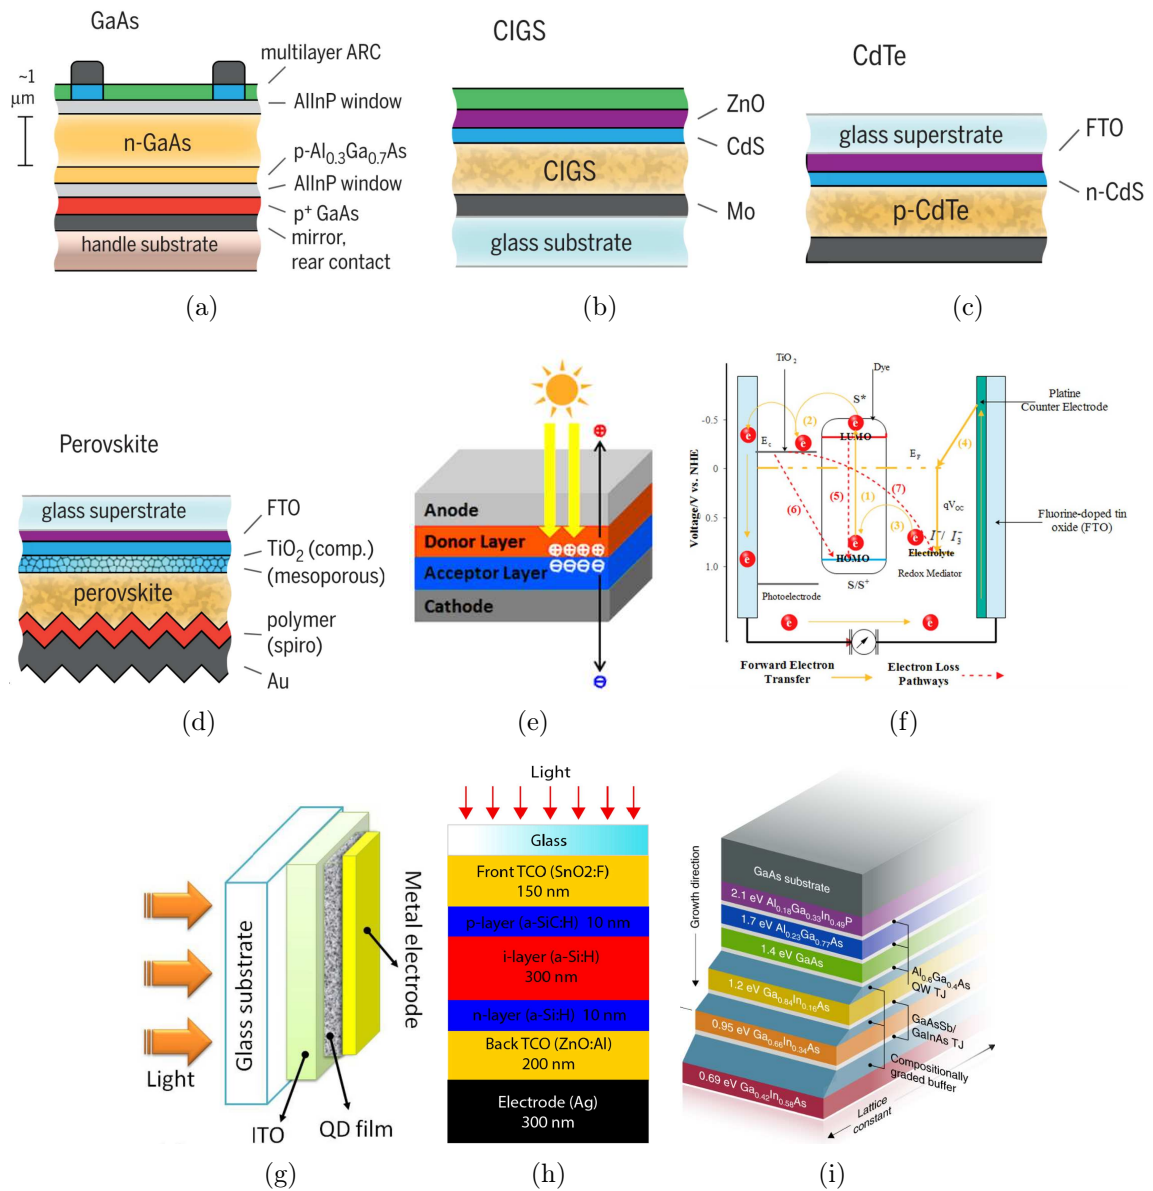 GaAs
multilayer ARC
~1
μm
AlInP window
n-GaAs
p-Al0.3Ga0.7As
AlInP window
p+ GaAs
mirror,
rear contact
handle substrate
(a)
CIGS
ZnO
CdS
CIGS
Mo
glass substrate
(b)
CdTe
glass superstrate
FTO
n-CdS
p-CdTe
(c)
Perovskite
glass superstrate
FTO
TiO2 (comp.)
(mesoporous)
perovskite
polymer
(spiro)
Au
(d)
Anode
Donor Layer
Acceptor Layer
Cathode
(e)
TiO2
Dye
S*
Platine
Counter Electrode
-0.5
e
e
e
(2)
LUMO
(4)
Ec
EF
Voltage/V vs. NHE
0
(5)
(1)
(7)
(6)
qVOC
0.5
(3)
e
e
I-/ I3-
Fluorine-doped tin
oxide (FTO)
e
HOMO
Electrolyte
1.0
Redox Mediator
S/S+
Photoelectrode
e
e
Forward Electron
Transfer
Electron Loss
Pathways
(f)
Light
Glass substrate
ITO
QD film
Metal electrode
(g)
Light
Glass
Front TCO (SnO2:F)
150 nm
p-layer (a-SiC:H) 10 nm
i-layer (a-Si:H)
300 nm
n-layer (a-Si:H) 10 nm
Back TCO (ZnO:Al)
200 nm
Electrode (Ag)
300 nm
(h)
Growth direction
GaAs substrate
2.1 eV Al0.18Ga0.33In0.49P
1.7 eV Al0.23Ga0.77As
1.4 eV GaAs
1.2 eV Ga0.84In0.16As
0.95 eV Ga0.66In0.34As
0.69 eV Ga0.42In0.58As
Al0.6Ga0.4As
QW TJ
GaAsSb/
GaInAs TJ
Compositionally
graded buffer
Lattice
constant
(i)